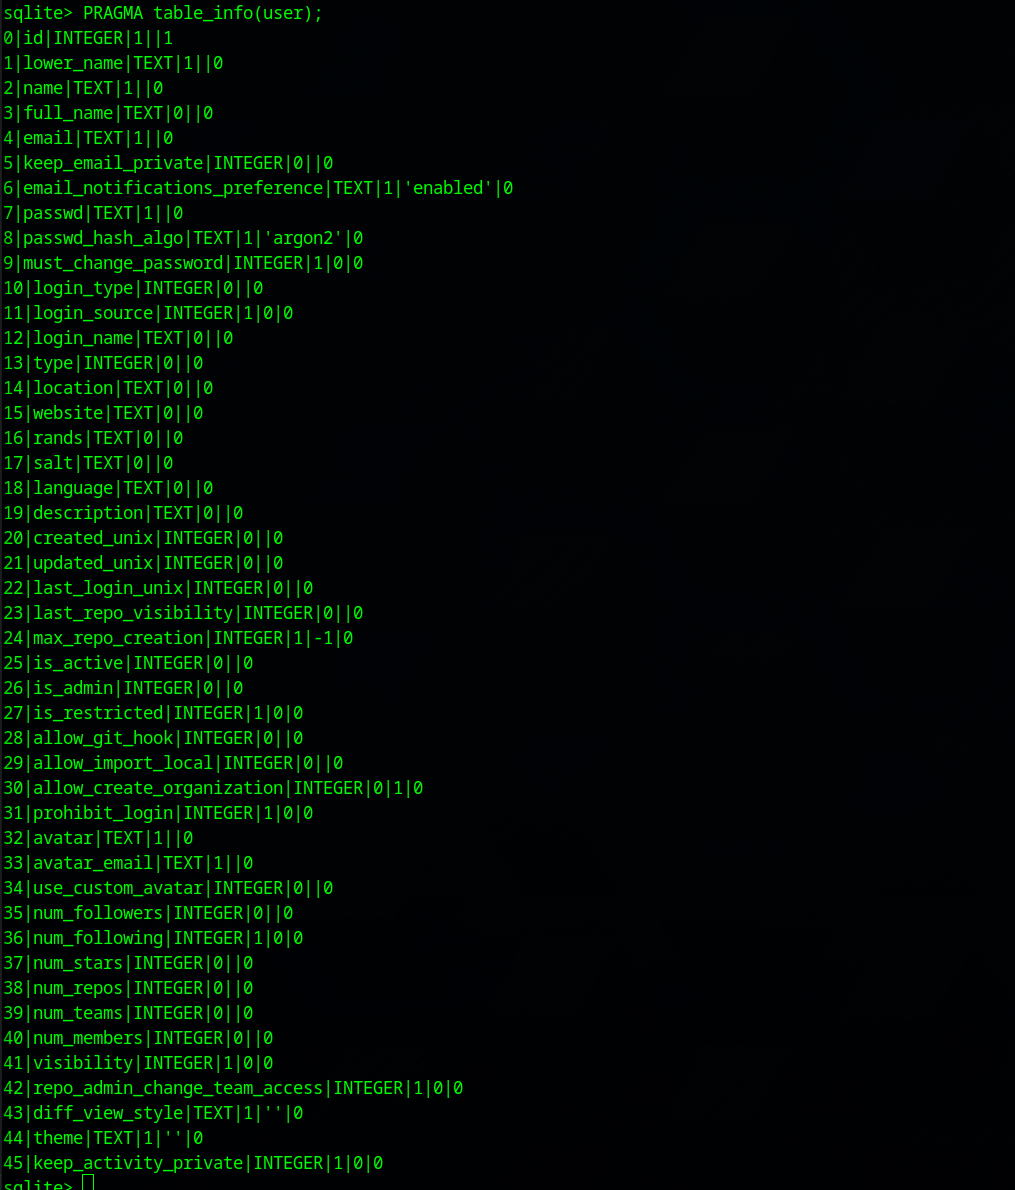 sqlite> PRAGMA table_info(user);
0|id|INTEGER|1||1
1|lower_name|TEXT|1||0
2|name|TEXT|1||0
3|full_name|TEXT|0||0
4|email|TEXT|1||0
5|keep_email_private|INTEGER|0||0
6|email_notifications_preference|TEXT|1|'enabled'|0
7|passwd|TEXT|1||0
8|passwd_hash_algo|TEXT|1|'argon2'|0
9|must_change_password|INTEGER|1|0|0
10|login_type|INTEGER|0||0
11|login_source|INTEGER|1|0|0
12|login_name|TEXT|0||0
13|type|INTEGER|0||0
14|location|TEXT|0||0
15|website|TEXT|0||0
16|rands|TEXT|0||0
17|salt|TEXT|0||0
18|language|TEXT|0||0
19|description|TEXT|0||0
20|created_unix|INTEGER|0||0
21|updated_unix|INTEGER|0||0
22|last_login_unix|INTEGER|0||0
23|last_repo_visibility|INTEGER|0||0
24|max_repo_creation|INTEGER|1|-1|0
25|is_active|INTEGER|0||0
26|is_admin|INTEGER|0||0
27|is_restricted|INTEGER|1|0|0
28|allow_git_hook|INTEGER|0||0
29|allow_import_local|INTEGER|0||0
30|allow_create_organization|INTEGER|0|1|0
31|prohibit_login|INTEGER|1|0|0
32|avatar|TEXT|1||0
33|avatar_email|TEXT|1||0
34|use_custom_avatar|INTEGER|0||0
35|num_followers|INTEGER|0||0
36|num_following|INTEGER|1|0|0
37|num_stars|INTEGER|0||0
38|num_repos|INTEGER|0||0
39|num_teams|INTEGER|0||0
40|num_members|INTEGER|0||0
41|visibility|INTEGER|1|0|0
42|repo_admin_change_team_access|INTEGER|1|0|0
43|diff_view_style|TEXT|1|''|0
44|theme|TEXT|1|''|0
45|keep_activity_private|INTEGER|1|0|0
sqlite>